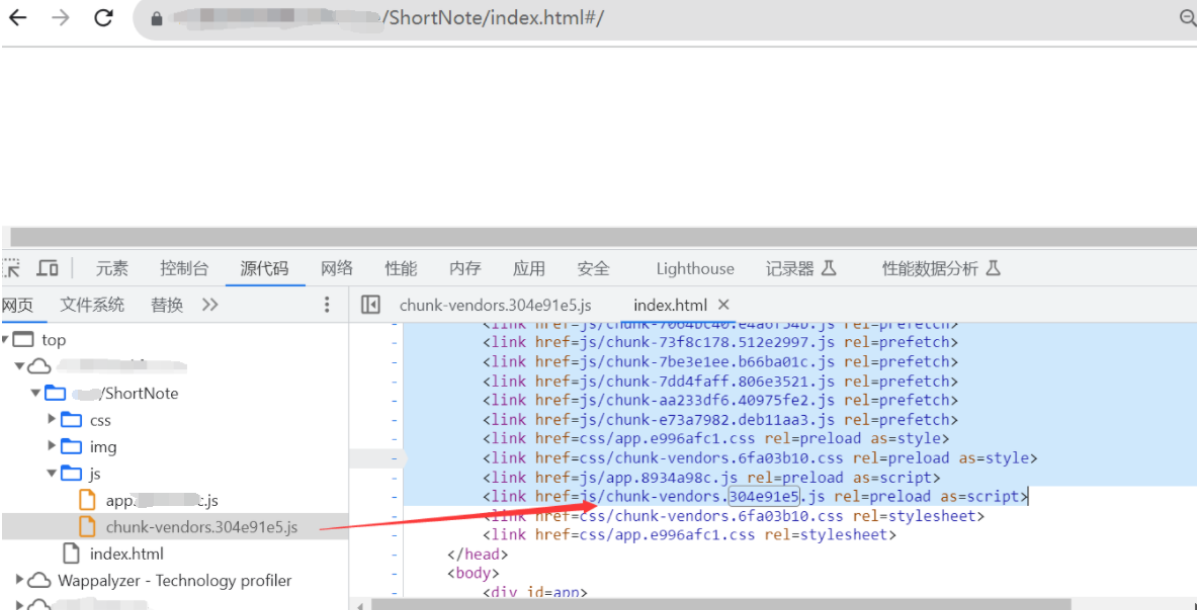 /ShortNote/index.html#/
元素 控制台 源代码 网络 性能 内存 应用 安全 Lighthouse 记录器 性能数据分析
网页 文件系统 替换 >> chunk-vendors.304e91e5.js index.html ×
top
/ShortNote
css
img
js
app. .js
chunk-vendors.304e91e5.js
index.html
Wappalyzer - Technology profiler
<link href=js/chunk-7064bc40.e4a6f54b.js rel=prefetch>
<link href=js/chunk-73f8c178.512e2997.js rel=prefetch>
<link href=js/chunk-7be3e1ee.b66ba01c.js rel=prefetch>
<link href=js/chunk-7dd4faff.806e3521.js rel=prefetch>
<link href=js/chunk-aa233df6.40975fe2.js rel=prefetch>
<link href=js/chunk-e73a7982.deb11aa3.js rel=prefetch>
<link href=css/app.e996afc1.css rel=preload as=style>
<link href=css/chunk-vendors.6fa03b10.css rel=preload as=style>
<link href=js/app.8934a98c.js rel=preload as=script>
<link href=js/chunk-vendors.304e91e5.js rel=preload as=script>
<link href=css/chunk-vendors.6fa03b10.css rel=stylesheet>
<link href=css/app.e996afc1.css rel=stylesheet>
</head>
<body>
<div id=app>